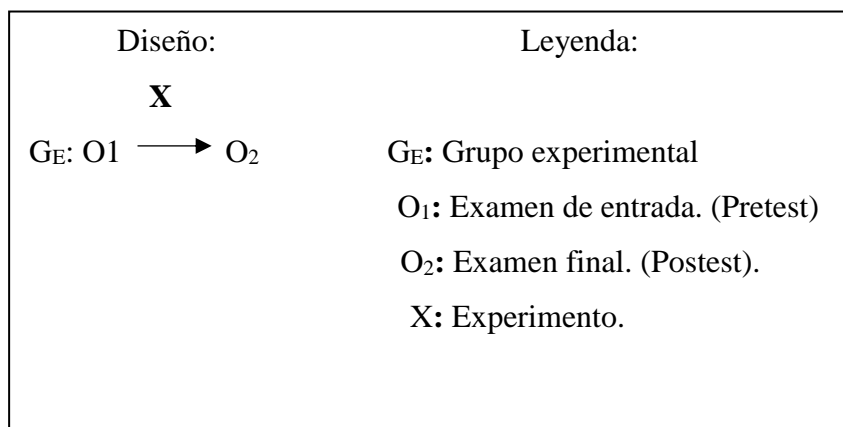 Diseño: Leyenda:
X
GE: O1 O2 GE: Grupo experimental
O1: Examen de entrada. (Pretest)
O2: Examen final. (Postest).
X: Experimento.